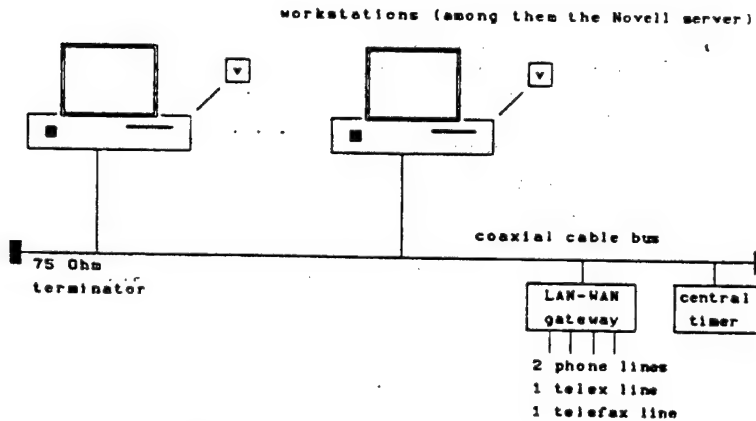 workstations (among them the Novell server)
v
v
coaxial cable bus
75 Ohm
terminator
LAN-WAN
gateway
central
timer
2 phone lines
1 telex line
1 telefax line